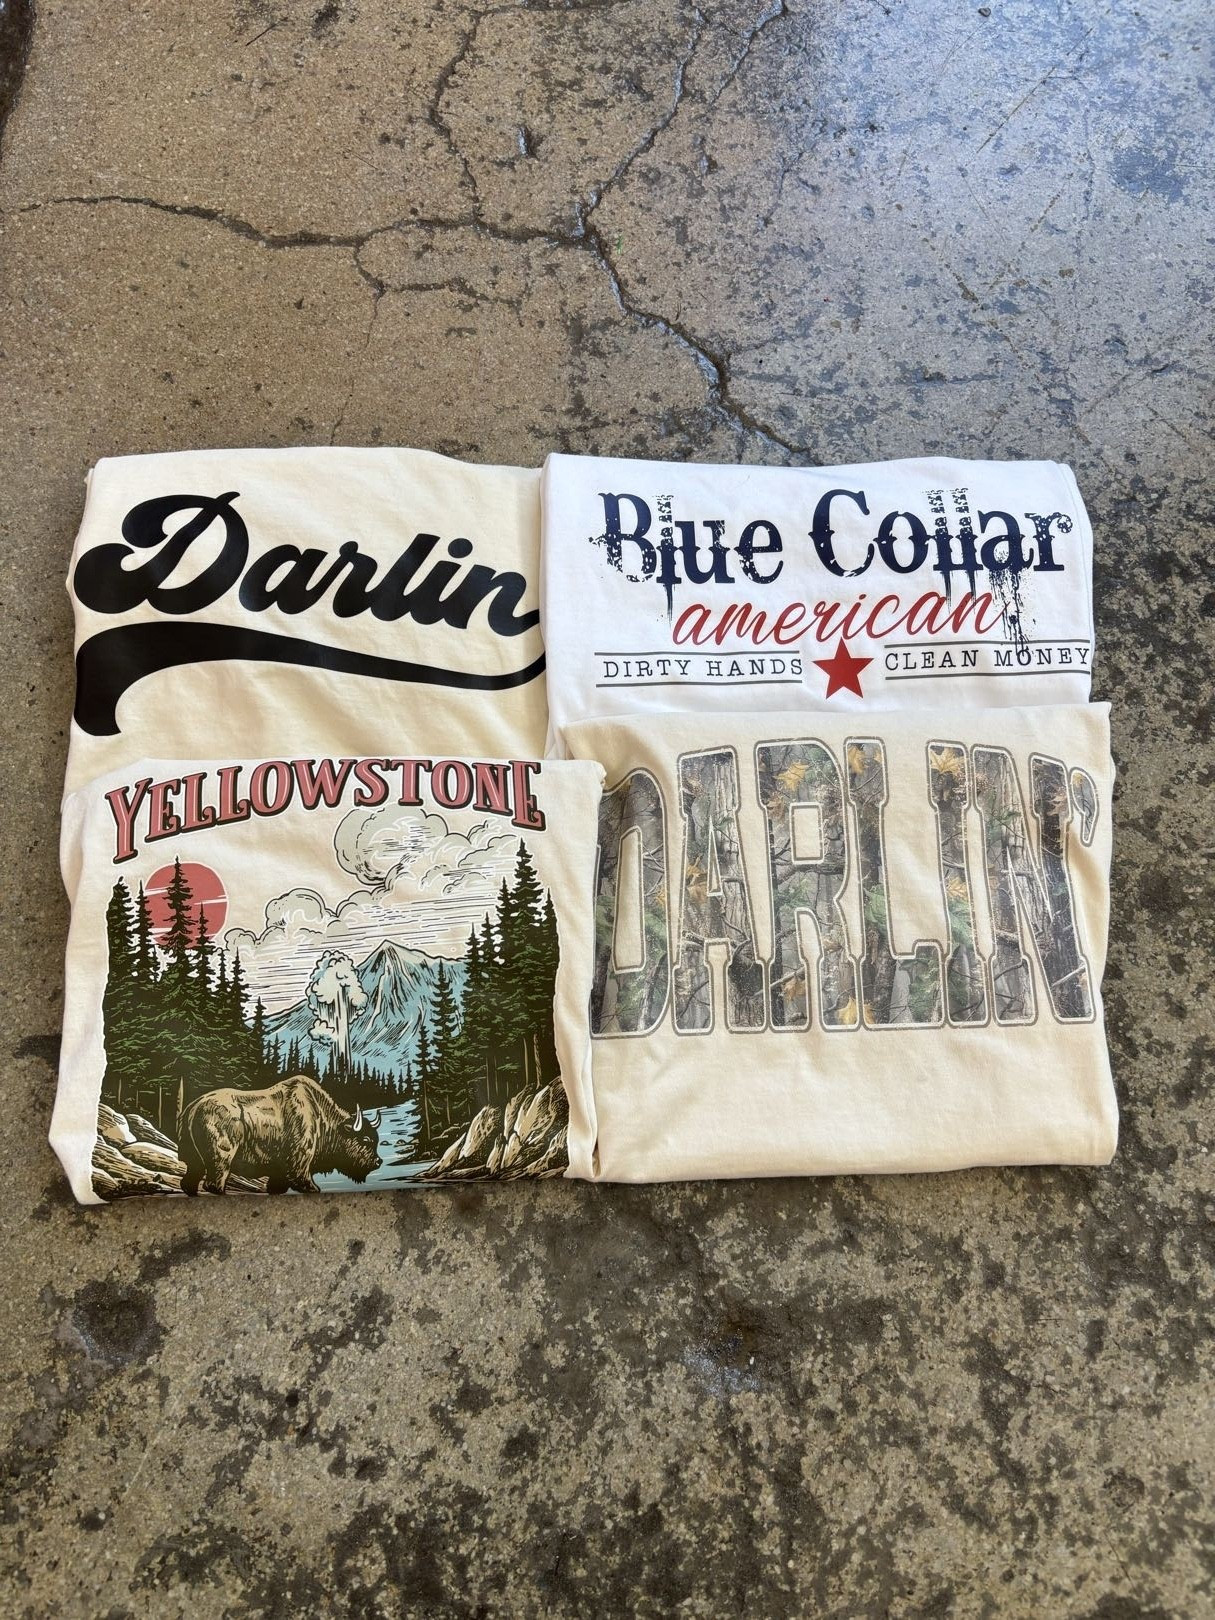 Darlin
Blue Collar
american
DIRTY HANDS CLEAN MONEY
YELLOWSTONE
DARLIN'